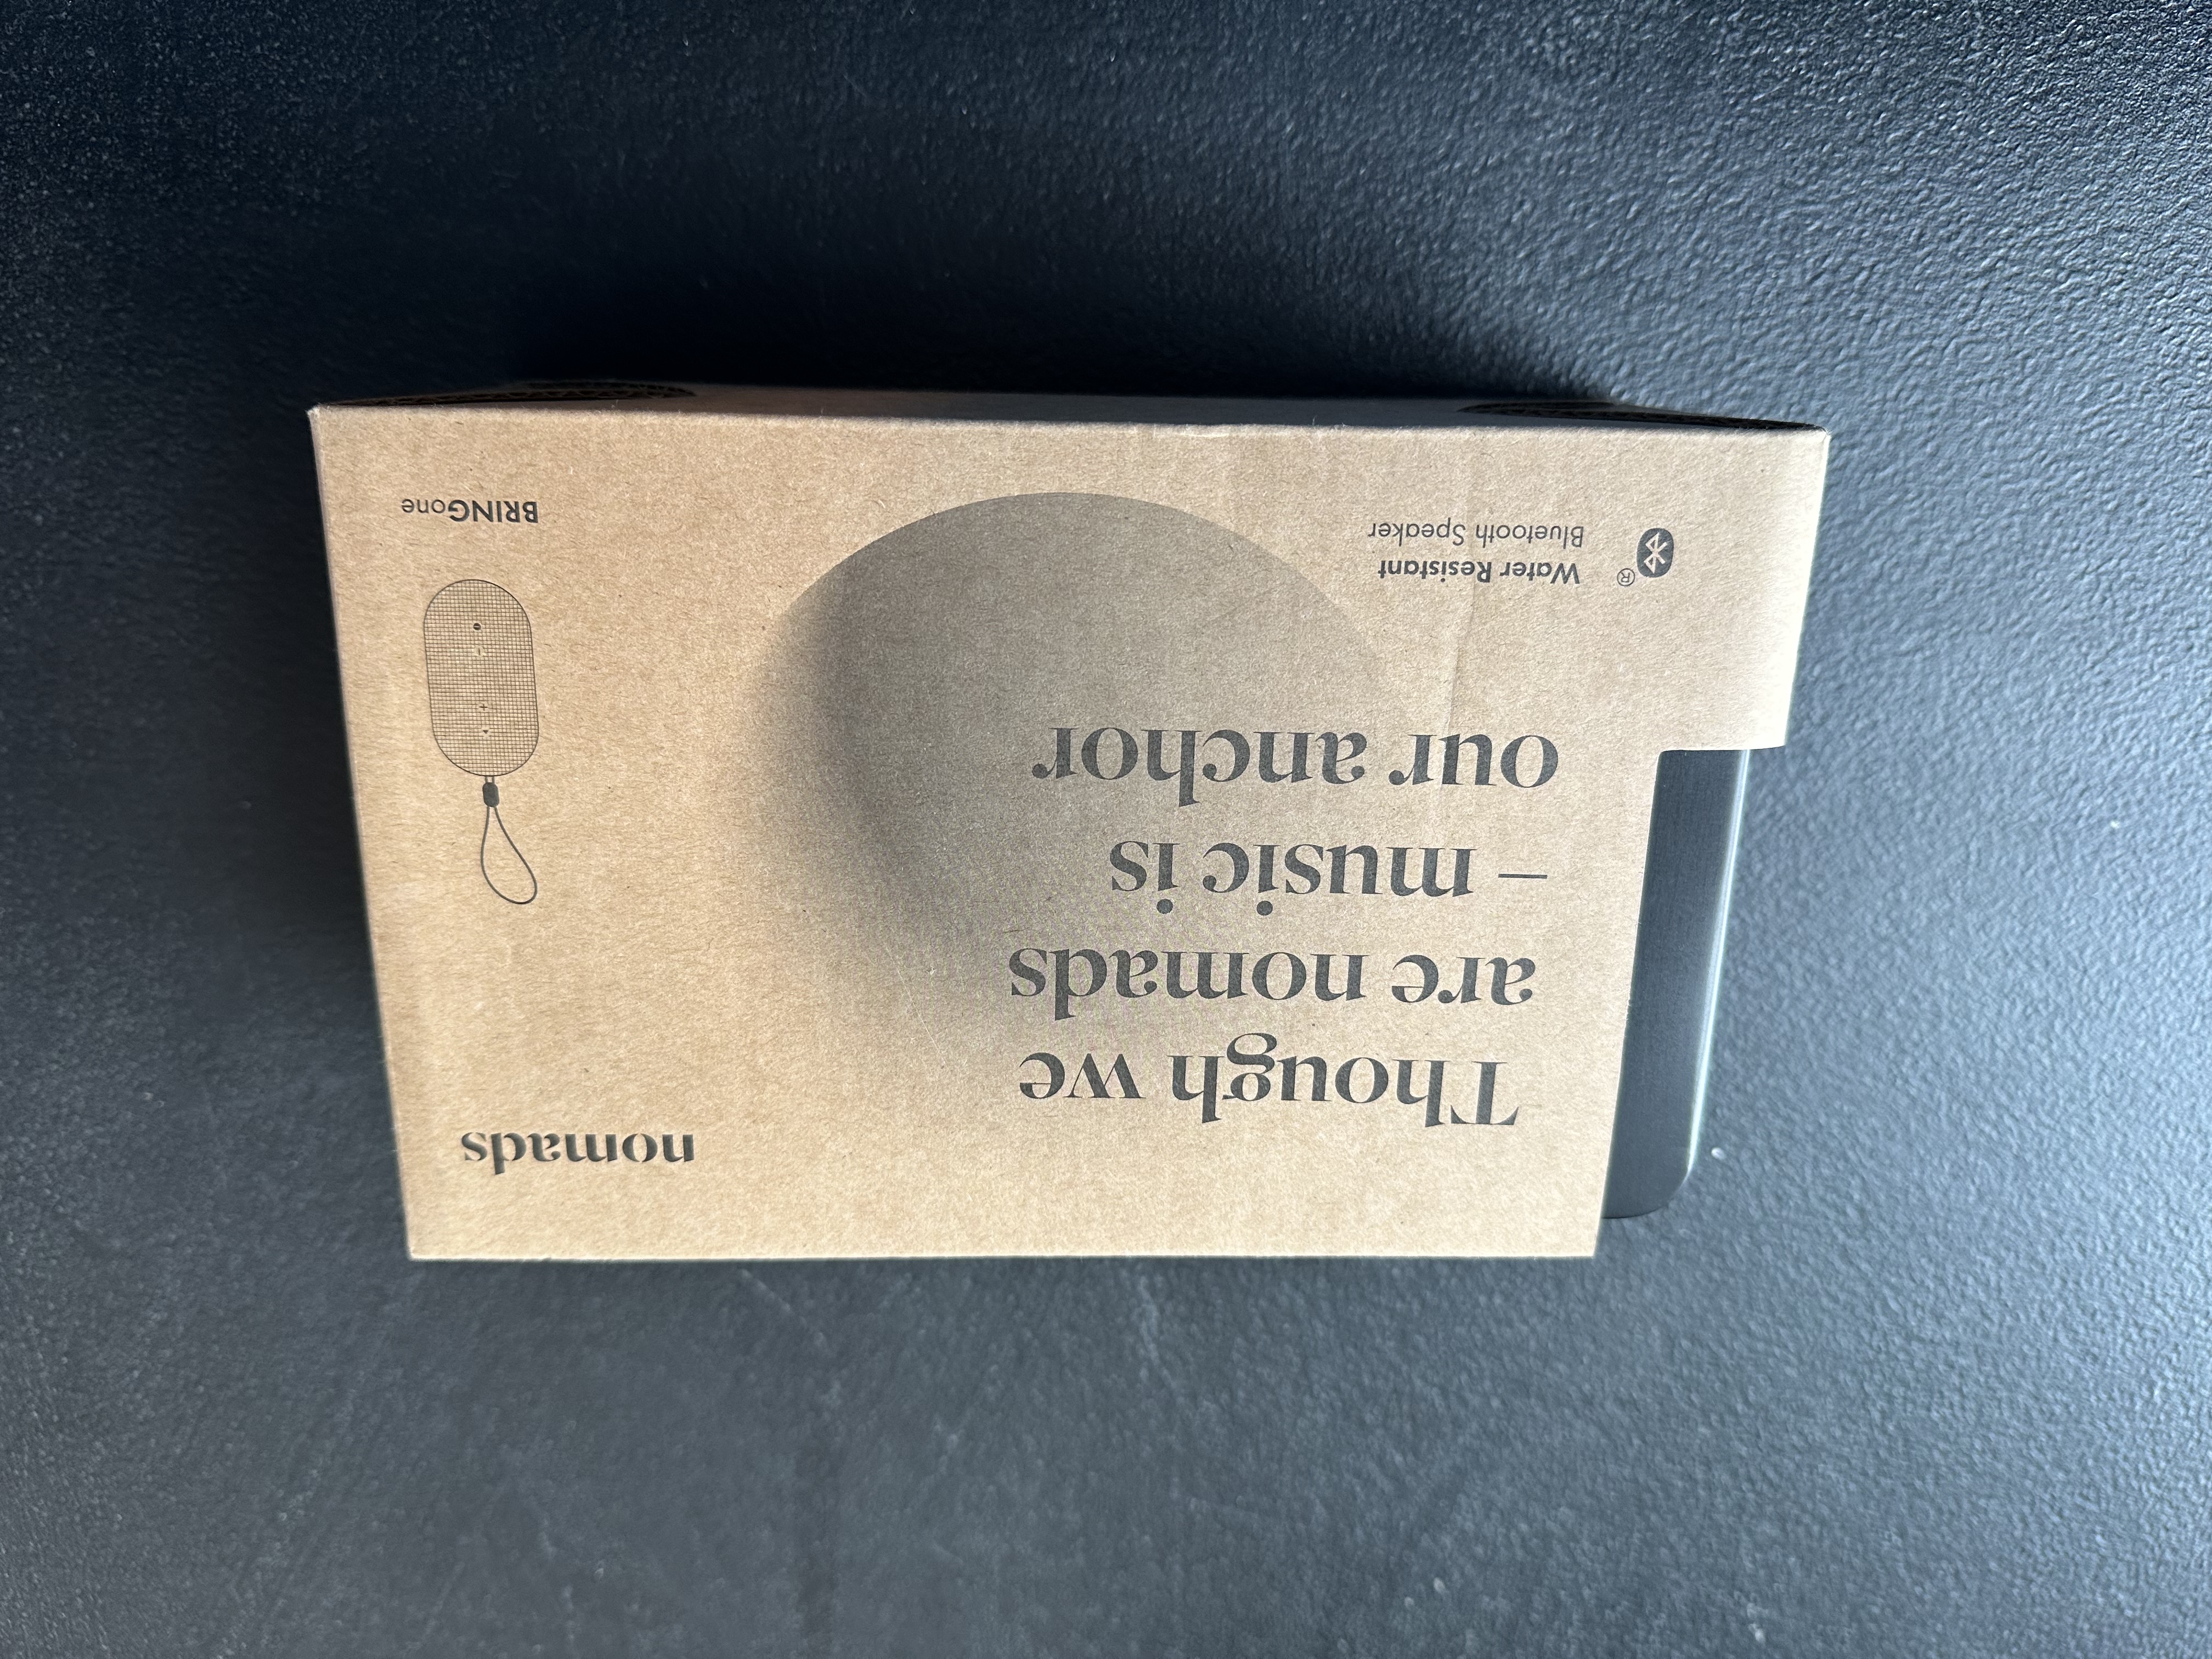 nomads
Though we
are nomads
– music is
our anchor
Water Resistant
Bluetooth Speaker
®
BRINGone